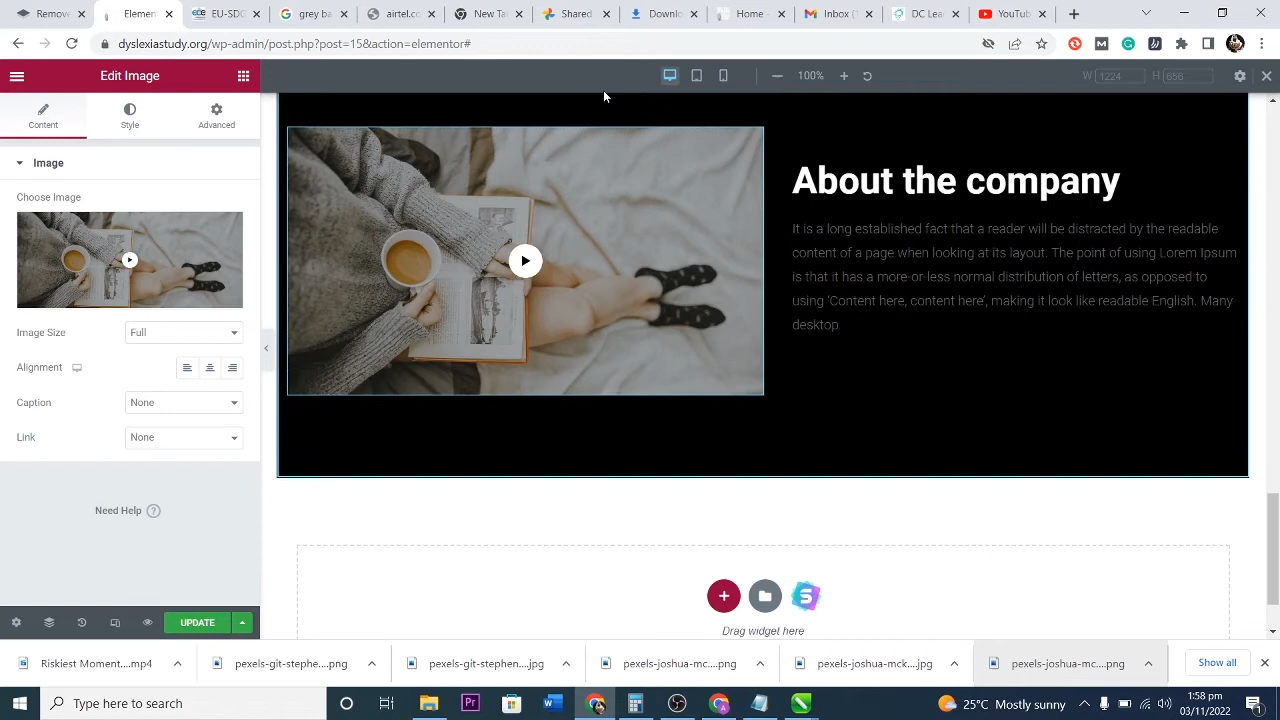 Resume
Elemen
EU-SDG
grey ba
airtel.co
New Tal
Shared
Downlo
Home
Inbox (1
DC Lea
YouTub
dyslexiastudy.org/wp-admin/post.php?post=15&action=elementor#
Edit Image
100%
W 1224
H 656
Content
Style
Advanced
Image
Choose Image
Image Size
Full
Alignment
Caption
None
Link
None
Need Help
UPDATE
About the company
It is a long established fact that a reader will be distracted by the readable
content of a page when looking at its layout. The point of using Lorem Ipsum
is that it has a more-or-less normal distribution of letters, as opposed to
using ‘Content here, content here’, making it look like readable English. Many
desktop
Drag widget here
Riskiest Moment....mp4
pexels-git-stephe....png
pexels-git-stephen....jpg
pexels-joshua-mc....png
pexels-joshua-mck....jpg
pexels-joshua-mc....png
Show all
Type here to search
25°C Mostly sunny
1:58 pm
03/11/2022